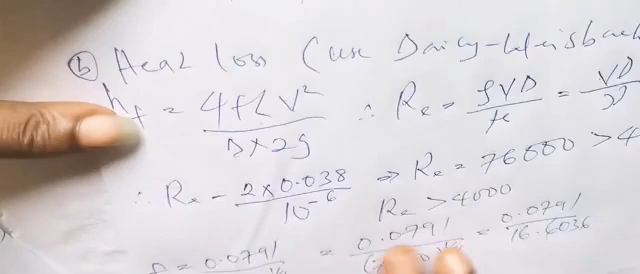 (b) Head loss (use Darcy-Weisbach
hf = 4fLV² / D×2g ∴ Re = ρVD / μ = VD / ν
∴ Re = 2×0.038 / 10⁻⁶ ⇒ Re = 76000 > 4
Re > 4000
f = 0.0791 = 0.0791 = 0.0791 / 16.6036